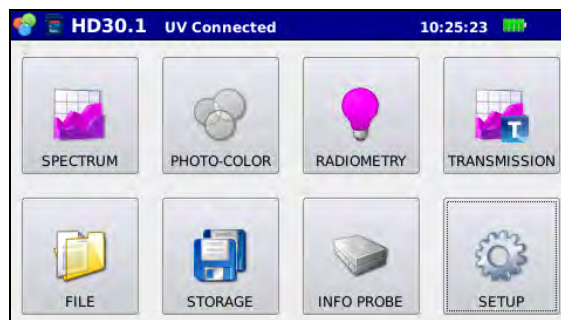 HD30.1 UV Connected 10:25:23
SPECTRUM PHOTO-COLOR RADIOMETRY TRANSMISSION
T
FILE STORAGE INFO PROBE SETUP